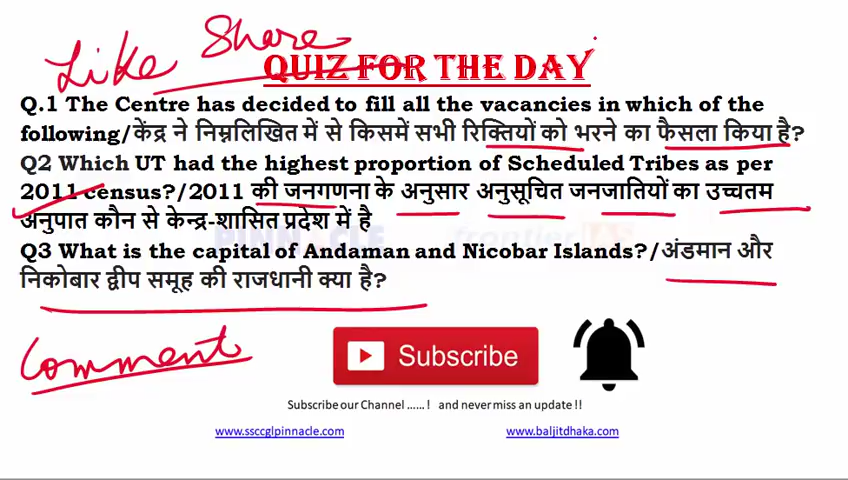 Like Share
QUIZ FOR THE DAY
Q.1 The Centre has decided to fill all the vacancies in which of the
following/केंद्र ने निम्नलिखित में से किसमें सभी रिक्तियों को भरने का फैसला किया है?
Q2 Which UT had the highest proportion of Scheduled Tribes as per
2011 census?/2011 की जनगणना के अनुसार अनुसूचित जनजातियों का उच्चतम
अनुपात कौन से केन्द्र-शासित प्रदेश में है
PINNACLE frontier IAS
Q3 What is the capital of Andaman and Nicobar Islands?/अंडमान और
निकोबार द्वीप समूह की राजधानी क्या है?
Comment
Subscribe
Subscribe our Channel ......! and never miss an update !!
www.ssccglpinnacle.com www.baljitdhaka.com